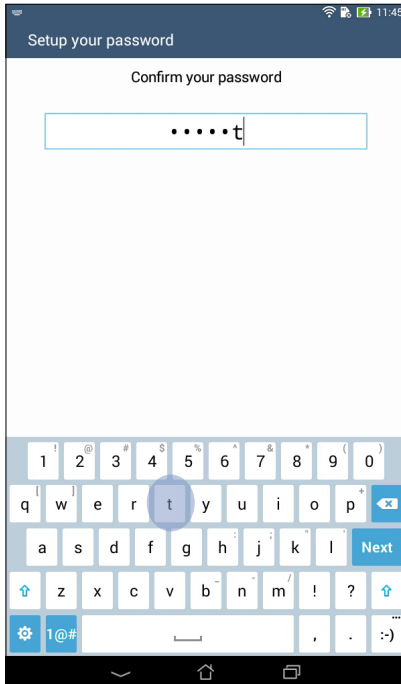 11:45
Setup your password
Confirm your password
•••••t
! @ # $ % ^ & * ( )
1 2 3 4 5 6 7 8 9 0
[ ] +
q w e r t y u i o p
: ; " '
a s d f g h j k l Next
_ - /
z x c v b n m ! ?
1@# , . ... :-)